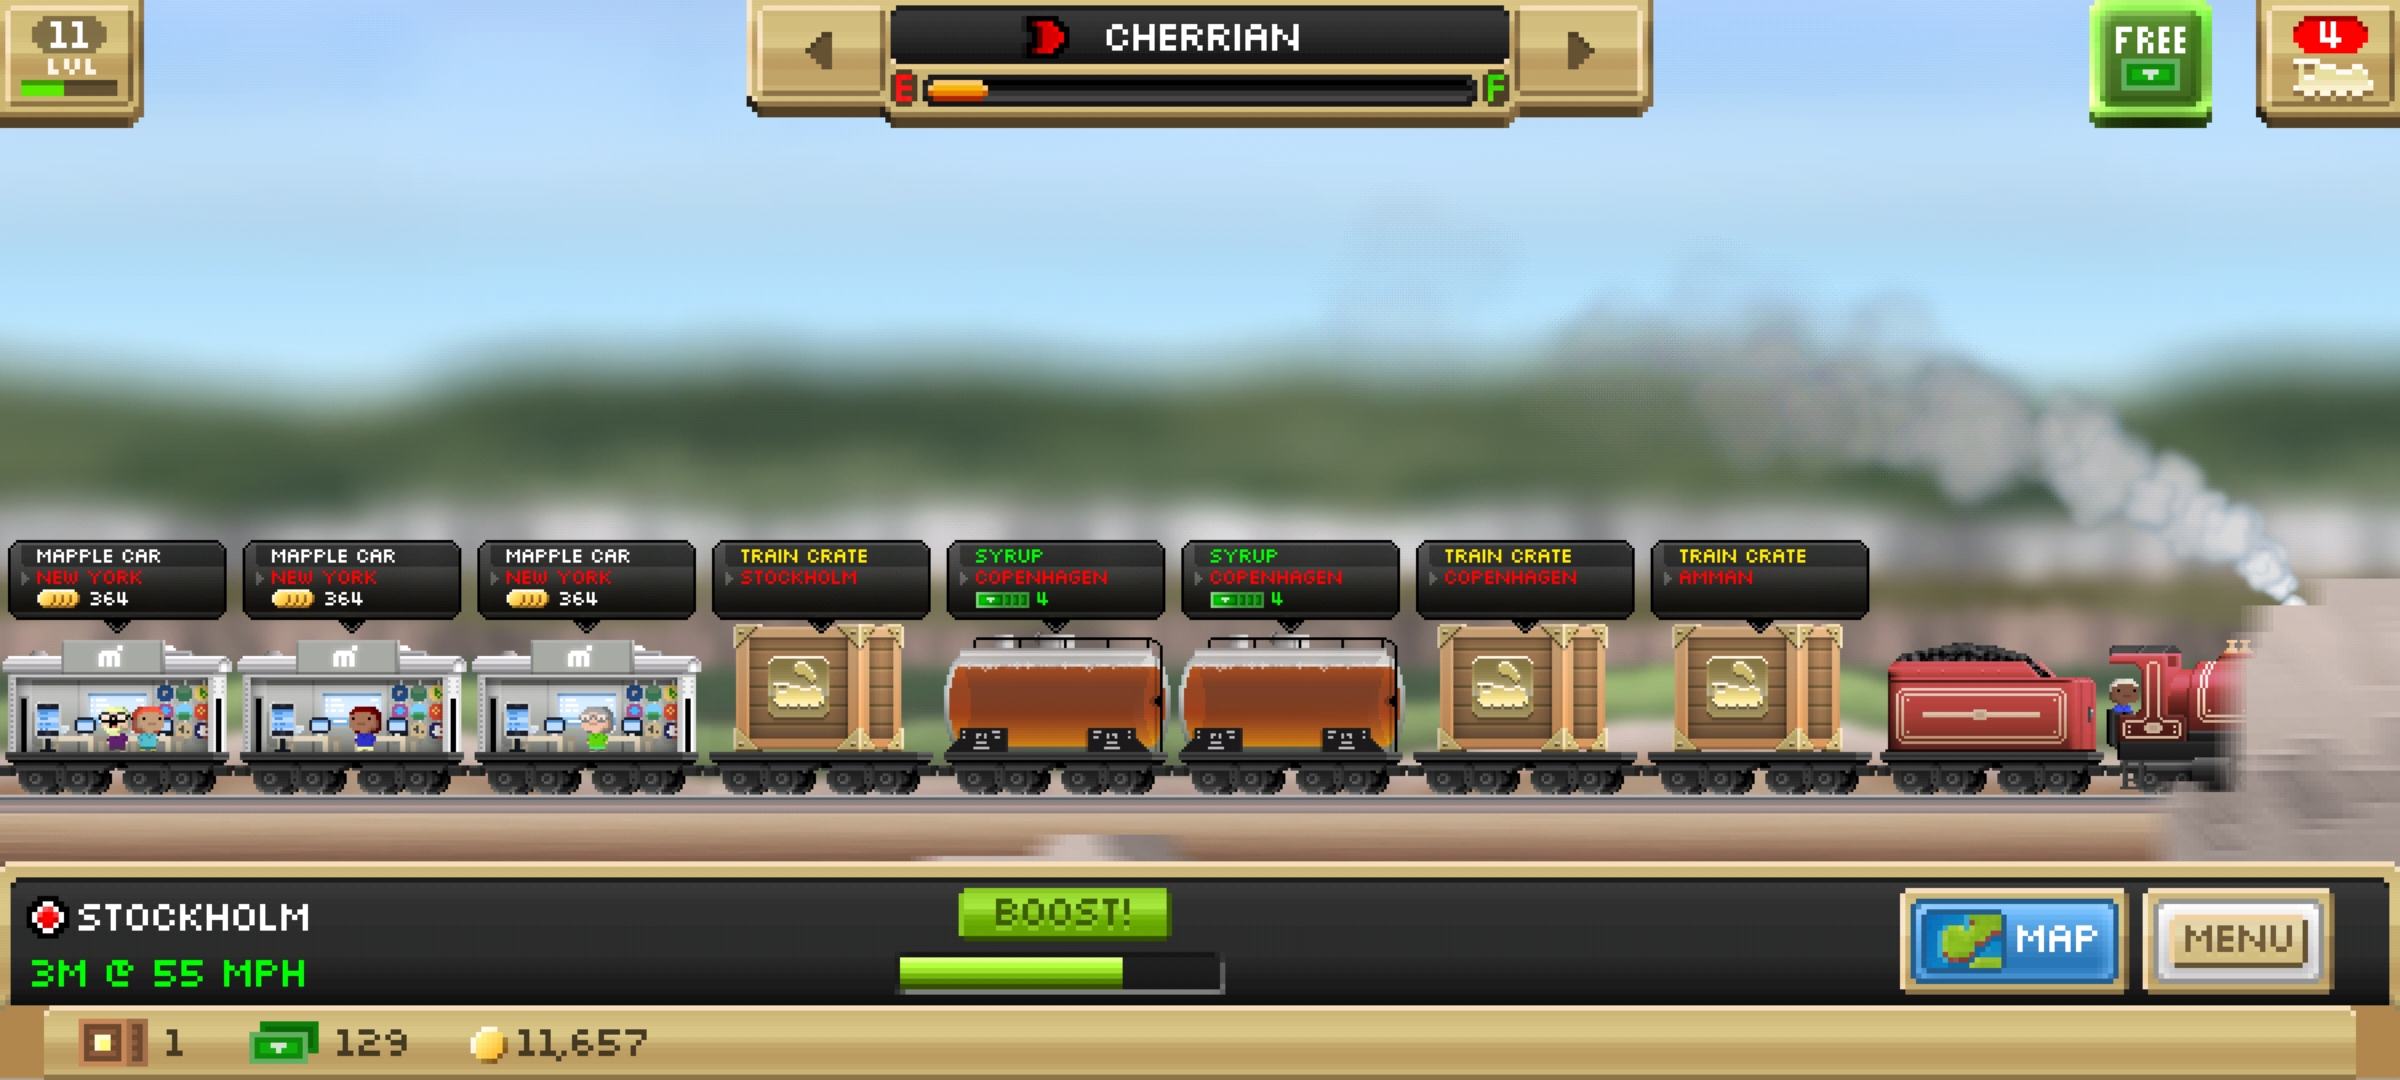 11
LVL
CHERRIAN
E F
FREE
4
MAPPLE CAR
NEW YORK
364
MAPPLE CAR
NEW YORK
364
MAPPLE CAR
NEW YORK
364
TRAIN CRATE
STOCKHOLM
SYRUP
COPENHAGEN
4
SYRUP
COPENHAGEN
4
TRAIN CRATE
COPENHAGEN
TRAIN CRATE
AMMAN
m
m
m
STOCKHOLM
3M @ 55 MPH
BOOST!
MAP
MENU
1
129
11,657